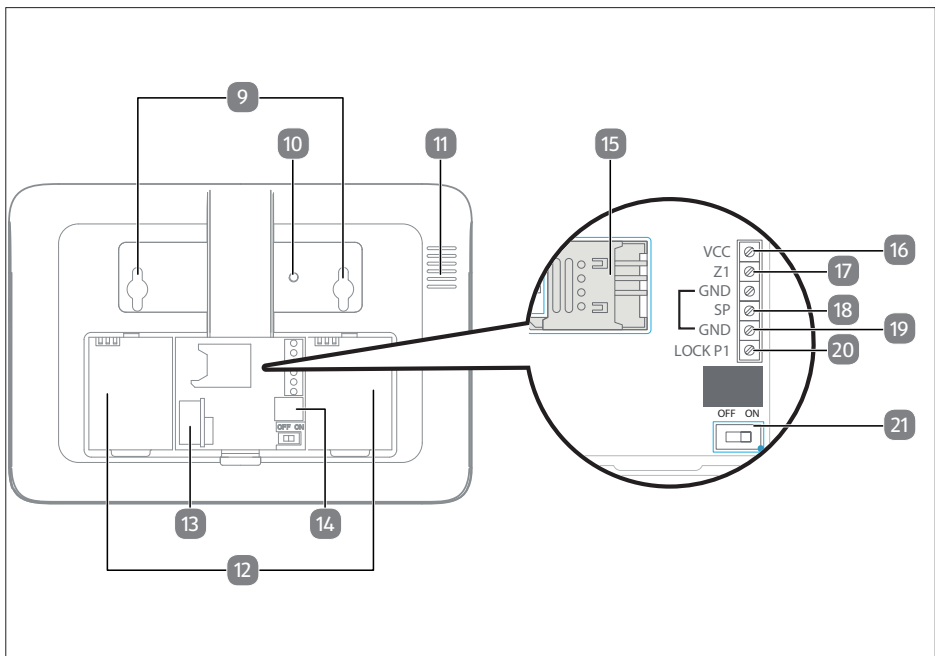 9
10
11
15
VCC
16
Z1
17
GND
SP
18
GND
19
LOCK P1
20
OFF ON
21
OFF ON
13
14
12